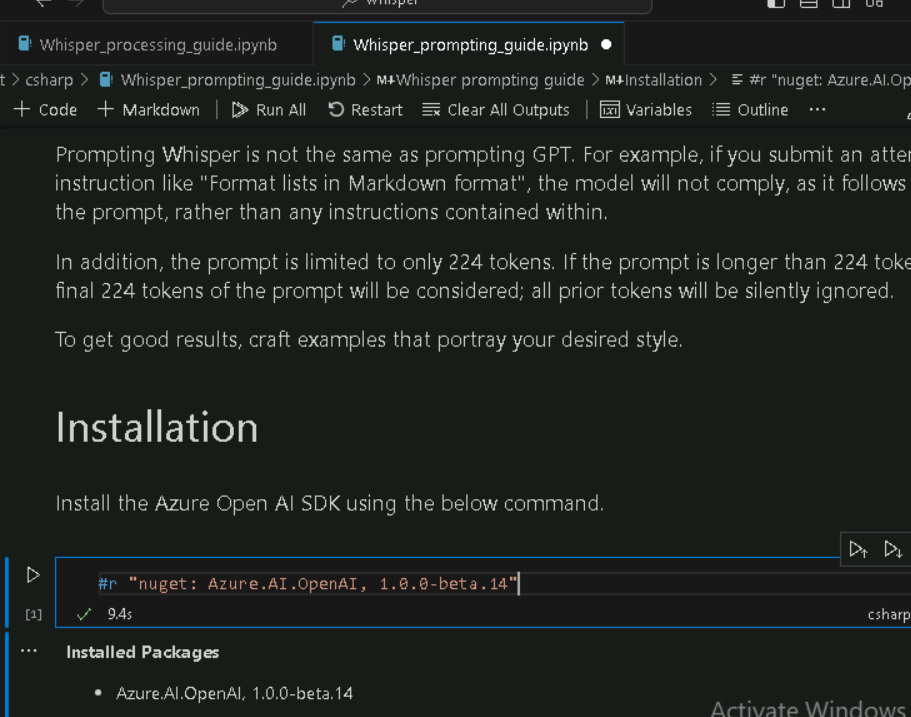 whisper
Whisper_processing_guide.ipynb Whisper_prompting_guide.ipynb
t > csharp > Whisper_prompting_guide.ipynb > M↓Whisper prompting guide > M↓Installation > #r "nuget: Azure.AI.Op
+ Code + Markdown | Run All Restart Clear All Outputs | Variables Outline ...
Prompting Whisper is not the same as prompting GPT. For example, if you submit an atte
instruction like "Format lists in Markdown format", the model will not comply, as it follows
the prompt, rather than any instructions contained within.
In addition, the prompt is limited to only 224 tokens. If the prompt is longer than 224 toke
final 224 tokens of the prompt will be considered; all prior tokens will be silently ignored.
To get good results, craft examples that portray your desired style.
Installation
Install the Azure Open AI SDK using the below command.
#r "nuget: Azure.AI.OpenAI, 1.0.0-beta.14"
[1] 9.4s csharp
... Installed Packages
• Azure.AI.OpenAI, 1.0.0-beta.14
Activate Windows